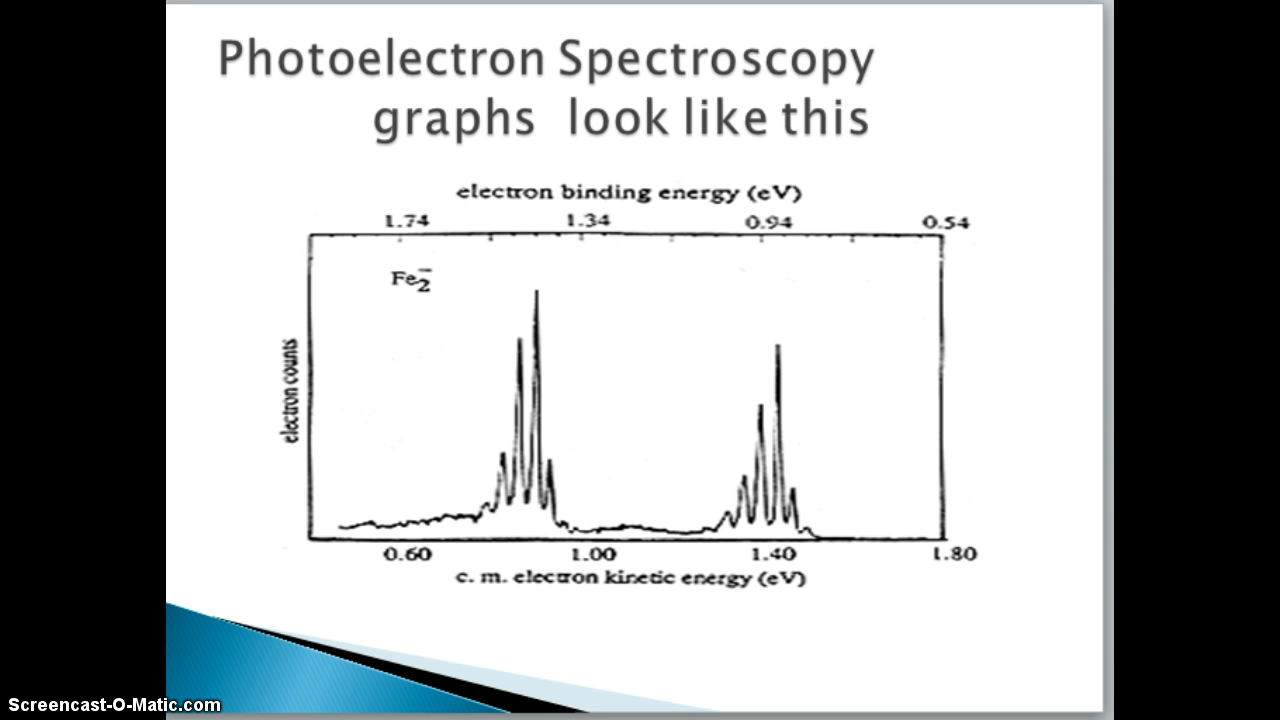 Photoelectron Spectroscopy
graphs look like this
electron binding energy (eV)
1.74 1.34 0.94 0.54
Fe₂⁻
electron counts
0.60 1.00 1.40 1.80
c. m. electron kinetic energy (eV)
Screencast-O-Matic.com